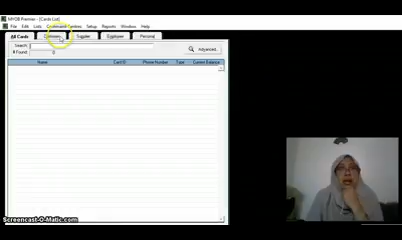 MYOB Premier - [Cards List]
File Edit Lists Command Centres Setup Reports Window Help
All Cards Customer Supplier Employee Personal
Search:
# Found: 0
Advanced...
Name Card ID Phone Number Type Current Balance
Screencast-O-Matic.com